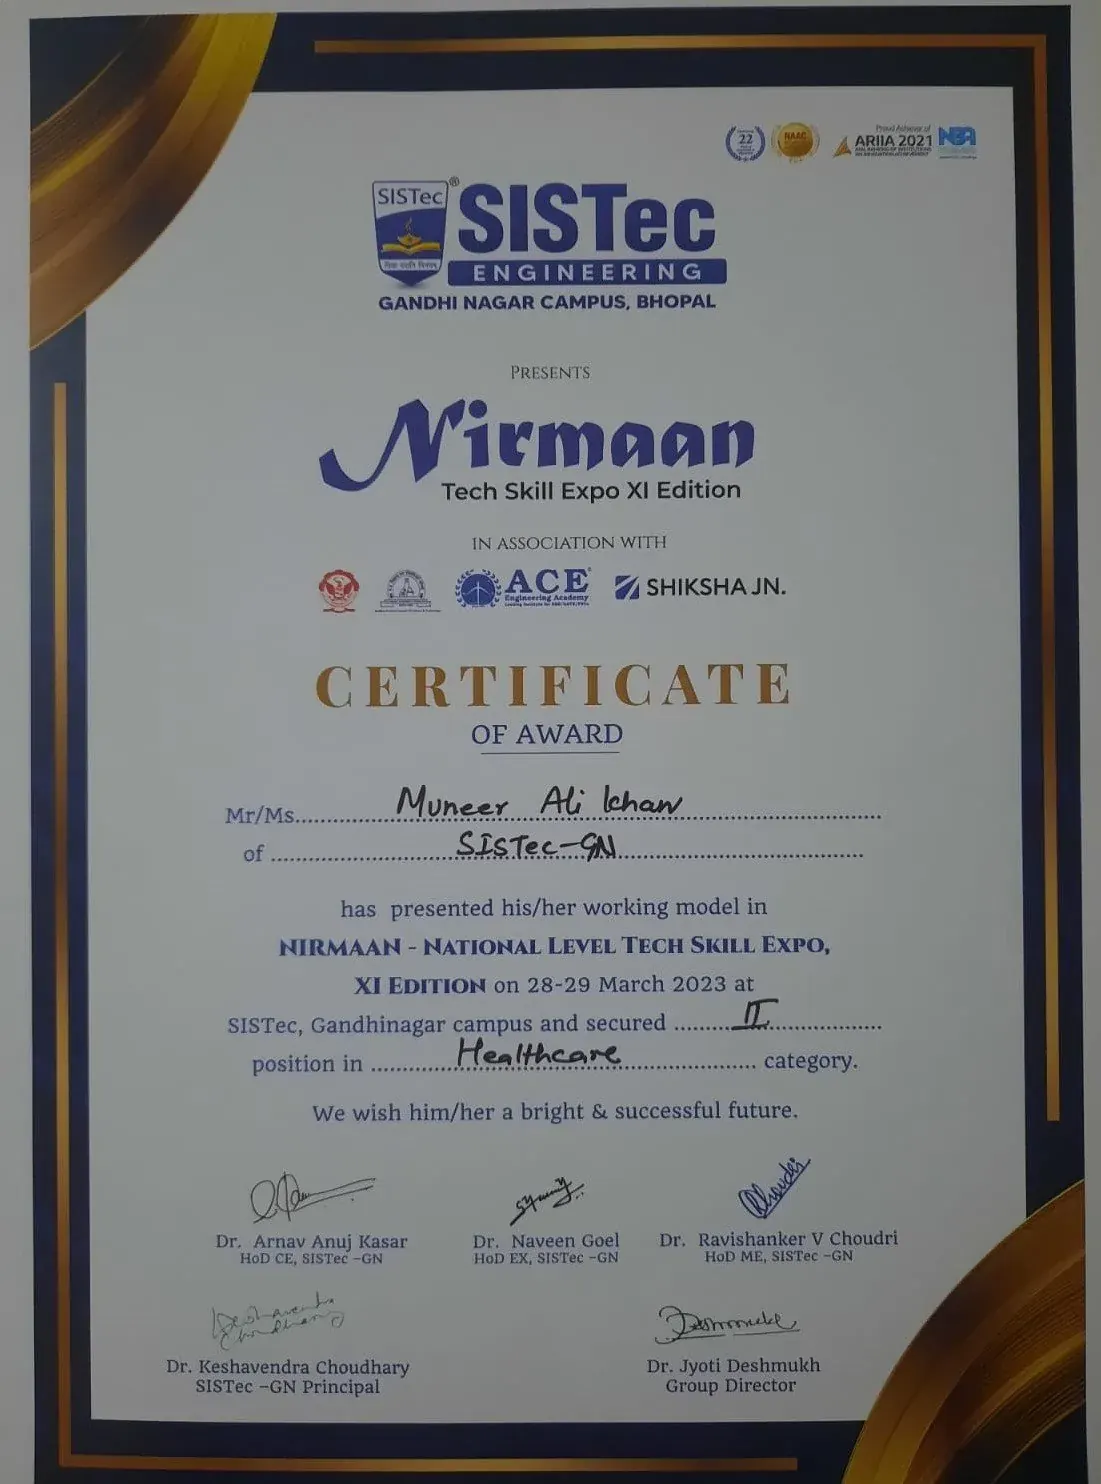 22
NAAC
Proud Achiever of
ARIIA 2021
NBA
SISTec
®
SISTec
ENGINEERING
GANDHI NAGAR CAMPUS, BHOPAL
PRESENTS
Nirmaan
Tech Skill Expo XI Edition
IN ASSOCIATION WITH
ACE
Engineering Academy
SHIKSHA JN.
CERTIFICATE
OF AWARD
Mr/Ms.....Muneer Ali Khan.....
of .....SISTec-GN.....
has presented his/her working model in
NIRMAAN - NATIONAL LEVEL TECH SKILL EXPO,
XI EDITION on 28-29 March 2023 at
SISTec, Gandhinagar campus and secured .....II.....
position in .....Healthcare..... category.
We wish him/her a bright & successful future.
Dr. Arnav Anuj Kasar Dr. Naveen Goel Dr. Ravishanker V Choudri
HoD CE, SISTec -GN HoD EX, SISTec -GN HoD ME, SISTec -GN
Dr. Keshavendra Choudhary Dr. Jyoti Deshmukh
SISTec -GN Principal Group Director